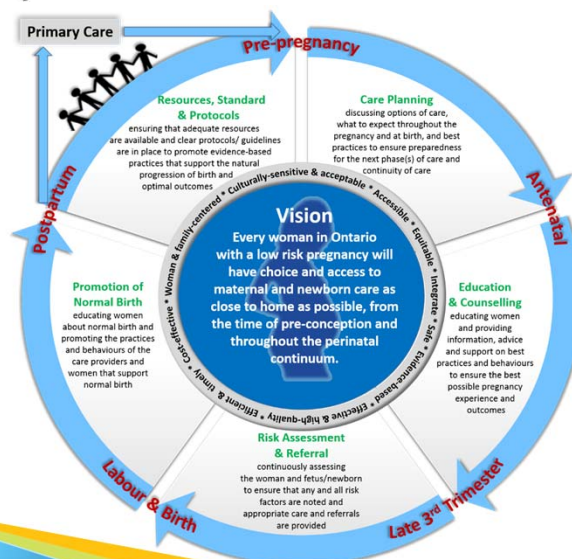 Primary Care
Pre-pregnancy
Resources, Standard
& Protocols
ensuring that adequate resources
are available and clear protocols/ guidelines
are in place to promote evidence-based
practices that support the natural
progression of birth and
optimal outcomes
Care Planning
discussing options of care,
what to expect throughout the
pregnancy and at birth, and best
practices to ensure preparedness
for the next phase(s) of care and
continuity of care
Antenatal
Postpartum
* Woman & family-centered * Culturally-sensitive & acceptable * Accessible * Equitable * Integrate * Safe * Evidence-based * Effective & high-quality * Efficient & timely * Cost-effective
Vision
Every woman in Ontario
with a low risk pregnancy will
have choice and access to
maternal and newborn care as
close to home as possible, from
the time of pre-conception and
throughout the perinatal
continuum.
Promotion of
Normal Birth
educating women
about normal birth and
promoting the practices
and behaviours of the
care providers and
women that support
normal birth
Education
& Counselling
educating women
and providing
information, advice
and support on best
practices and behaviours
to ensure the best
possible pregnancy
experience and
outcomes
Risk Assessment
& Referral
continuously assessing
the woman and fetus/newborn
to ensure that any and all risk
factors are noted and
appropriate care and referrals
are provided
Labour & Birth
Late 3rd Trimester